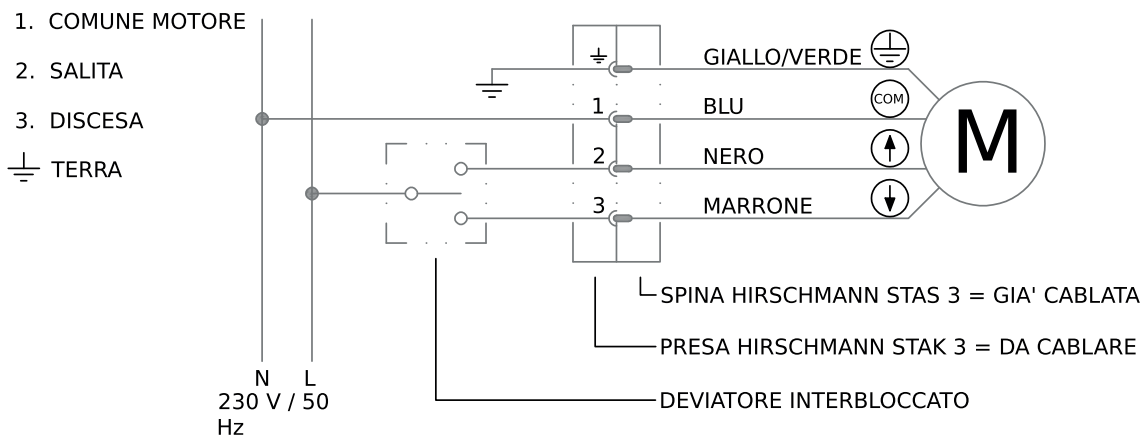 1. COMUNE MOTORE
2. SALITA
3. DISCESA
TERRA
GIALLO/VERDE
1
BLU
COM
2
NERO
3
MARRONE
M
SPINA HIRSCHMANN STAS 3 = GIA' CABLATA
PRESA HIRSCHMANN STAK 3 = DA CABLARE
DEVIATORE INTERBLOCCATO
N L
230 V / 50
Hz